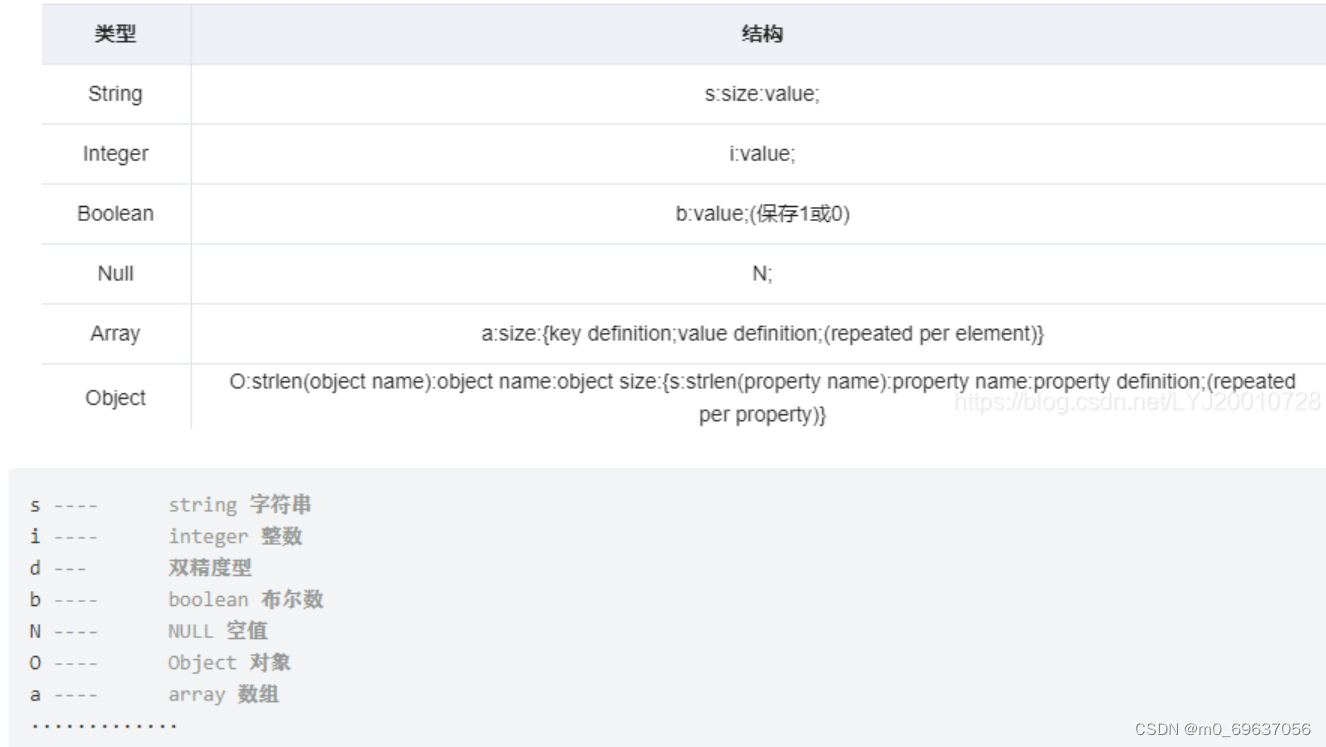 类型 结构
String s:size:value;
Integer i:value;
Boolean b:value;(保存1或0)
Null N;
Array a:size:{key definition;value definition;(repeated per element)}
Object O:strlen(object name):object name:object size:{s:strlen(property name):property name:property definition;(repeated
per property)}
https://blog.csdn.net/LYJ20010728
s ---- string 字符串
i ---- integer 整数
d --- 双精度型
b ---- boolean 布尔数
N ---- NULL 空值
O ---- Object 对象
a ---- array 数组
·············
CSDN @m0_69637056